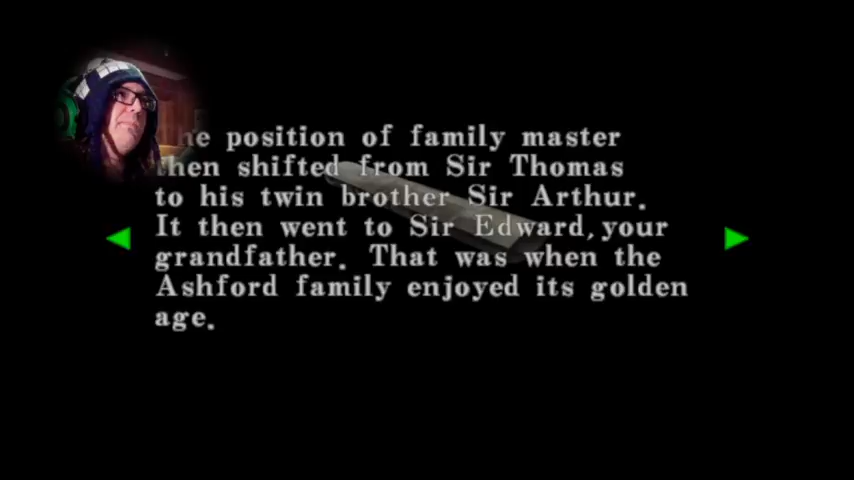 he position of family master
then shifted from Sir Thomas
to his twin brother Sir Arthur.
It then went to Sir Edward, your
grandfather. That was when the
Ashford family enjoyed its golden
age.